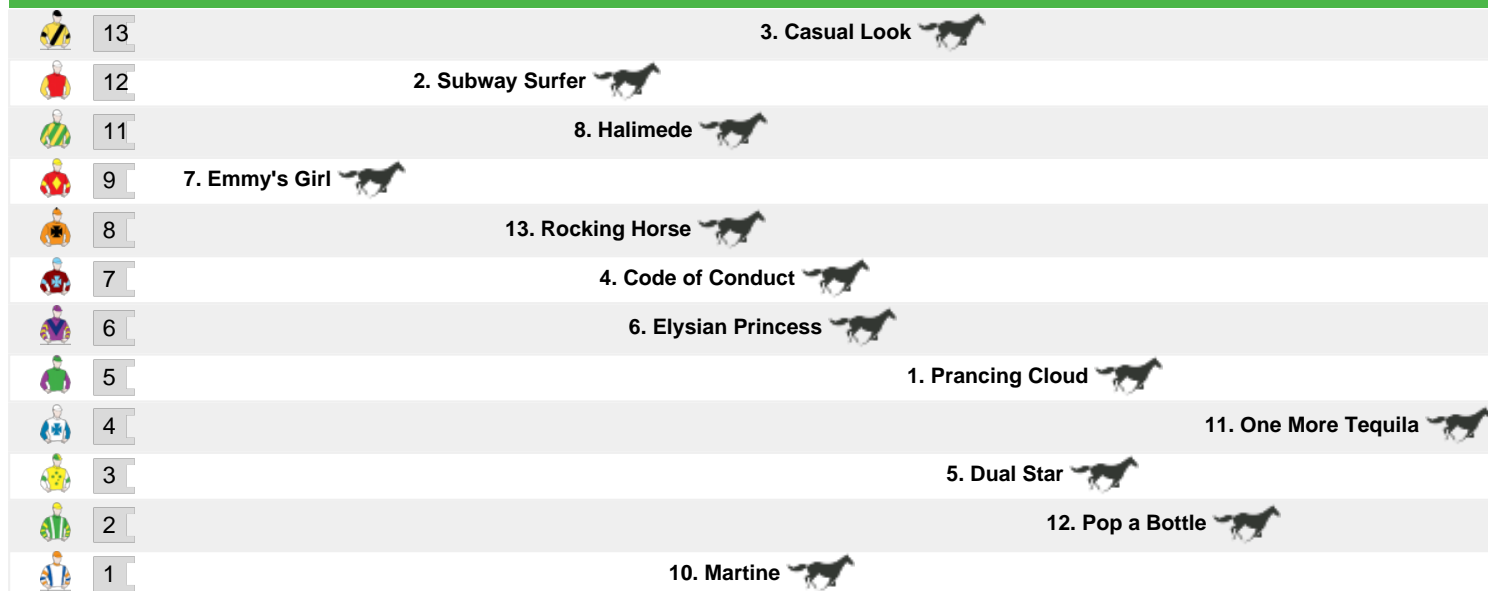 13 3. Casual Look
12 2. Subway Surfer
11 8. Halimede
9 7. Emmy's Girl
8 13. Rocking Horse
7 4. Code of Conduct
6 6. Elysian Princess
5 1. Prancing Cloud
4 11. One More Tequila
3 5. Dual Star
2 12. Pop a Bottle
1 10. Martine